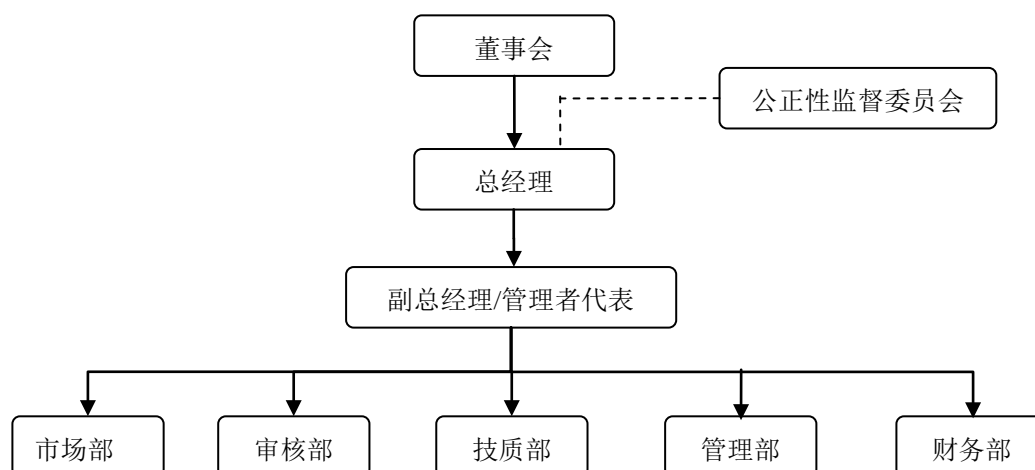 董事会
公正性监督委员会
总经理
副总经理/管理者代表
市场部
审核部
技质部
管理部
财务部